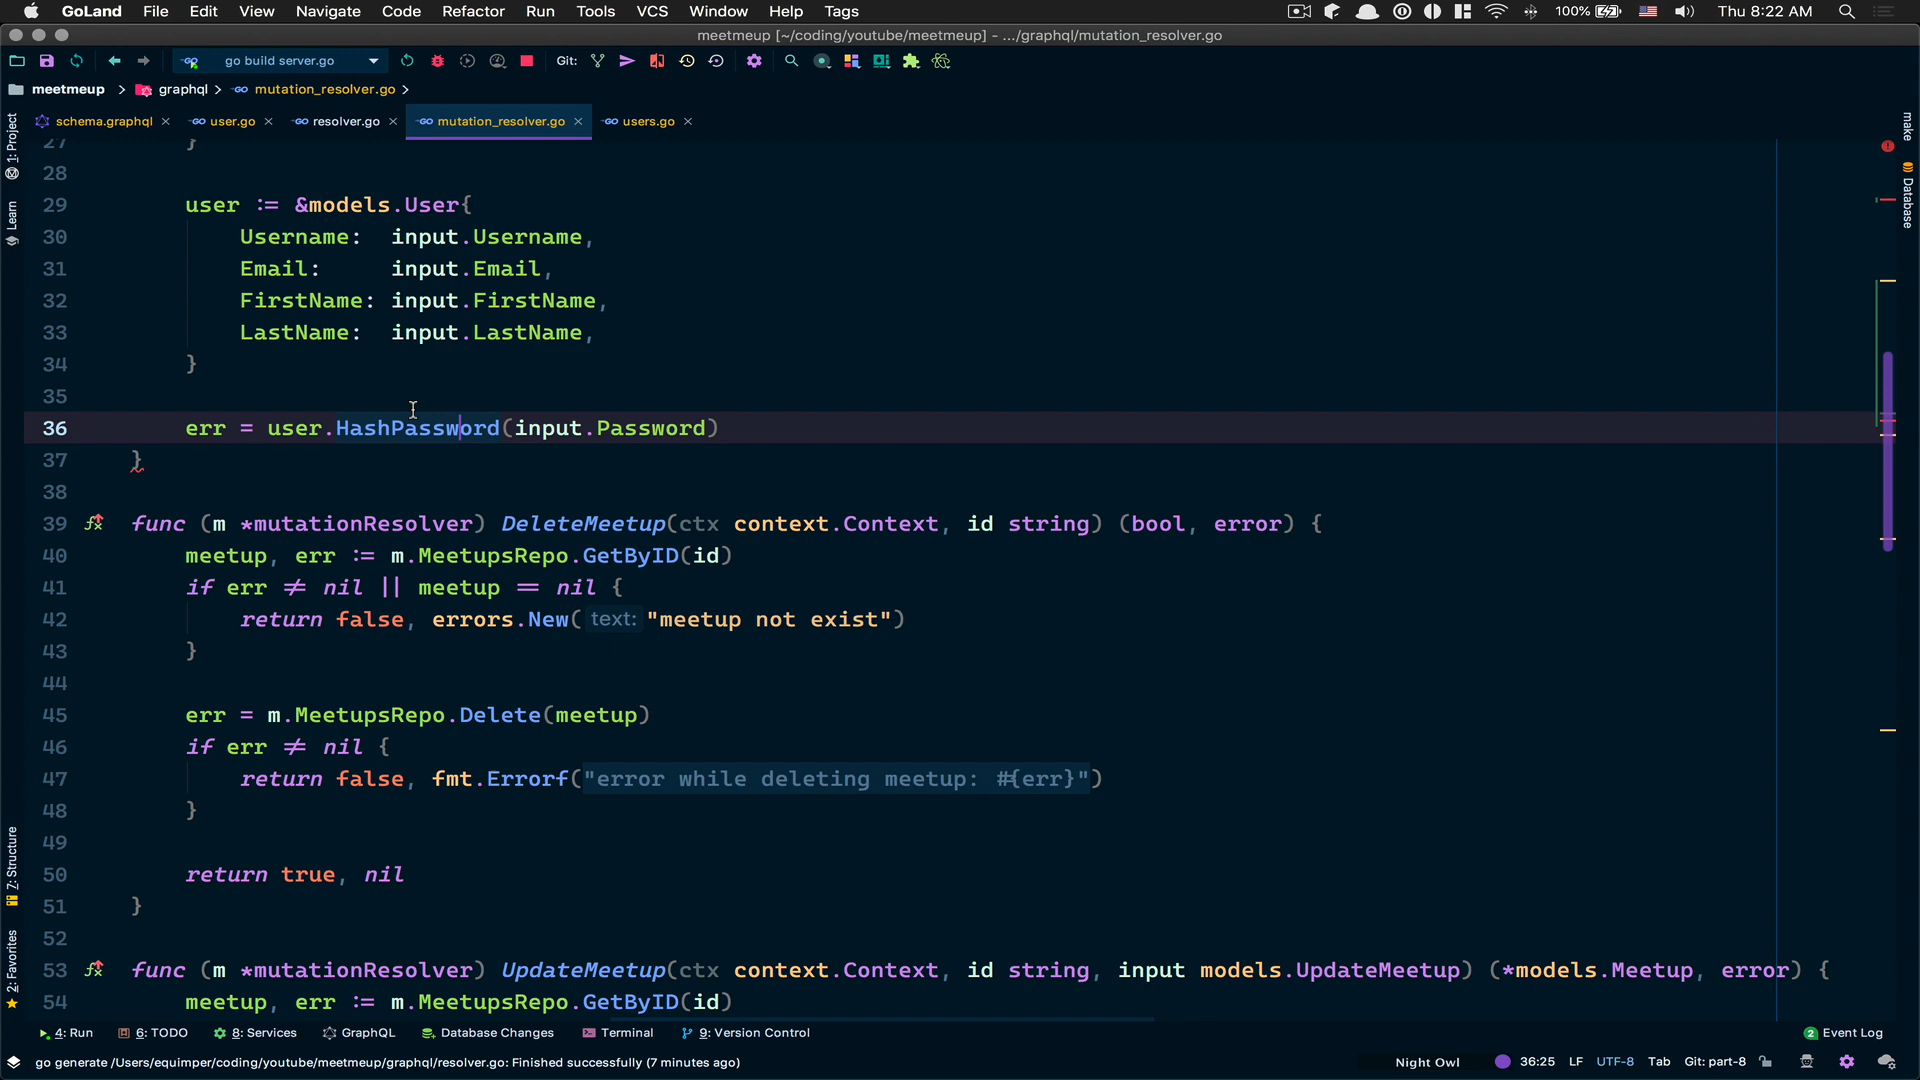 GoLand File Edit View Navigate Code Refactor Run Tools VCS Window Help Tags 100% Thu 8:22 AM
meetmeup [~/coding/youtube/meetmeup] - .../graphql/mutation_resolver.go
go build server.go Git:
meetmeup graphql mutation_resolver.go
schema.graphql user.go resolver.go mutation_resolver.go users.go
1: Project
Learn
7: Structure
2: Favorites
make
Database
27 }
28
29 user := &models.User{
30 Username: input.Username,
31 Email: input.Email,
32 FirstName: input.FirstName,
33 LastName: input.LastName,
34 }
35
36 err = user.HashPassword(input.Password)
37 }
38
39 func (m *mutationResolver) DeleteMeetup(ctx context.Context, id string) (bool, error) {
40 meetup, err := m.MeetupsRepo.GetByID(id)
41 if err != nil || meetup == nil {
42 return false, errors.New( text: "meetup not exist")
43 }
44
45 err = m.MeetupsRepo.Delete(meetup)
46 if err != nil {
47 return false, fmt.Errorf("error while deleting meetup: #{err}")
48 }
49
50 return true, nil
51 }
52
53 func (m *mutationResolver) UpdateMeetup(ctx context.Context, id string, input models.UpdateMeetup) (*models.Meetup, error) {
54 meetup, err := m.MeetupsRepo.GetByID(id)
4: Run 6: TODO 8: Services GraphQL Database Changes Terminal 9: Version Control 2 Event Log
go generate /Users/equimper/coding/youtube/meetmeup/graphql/resolver.go: Finished successfully (7 minutes ago) Night Owl 36:25 LF UTF-8 Tab Git: part-8